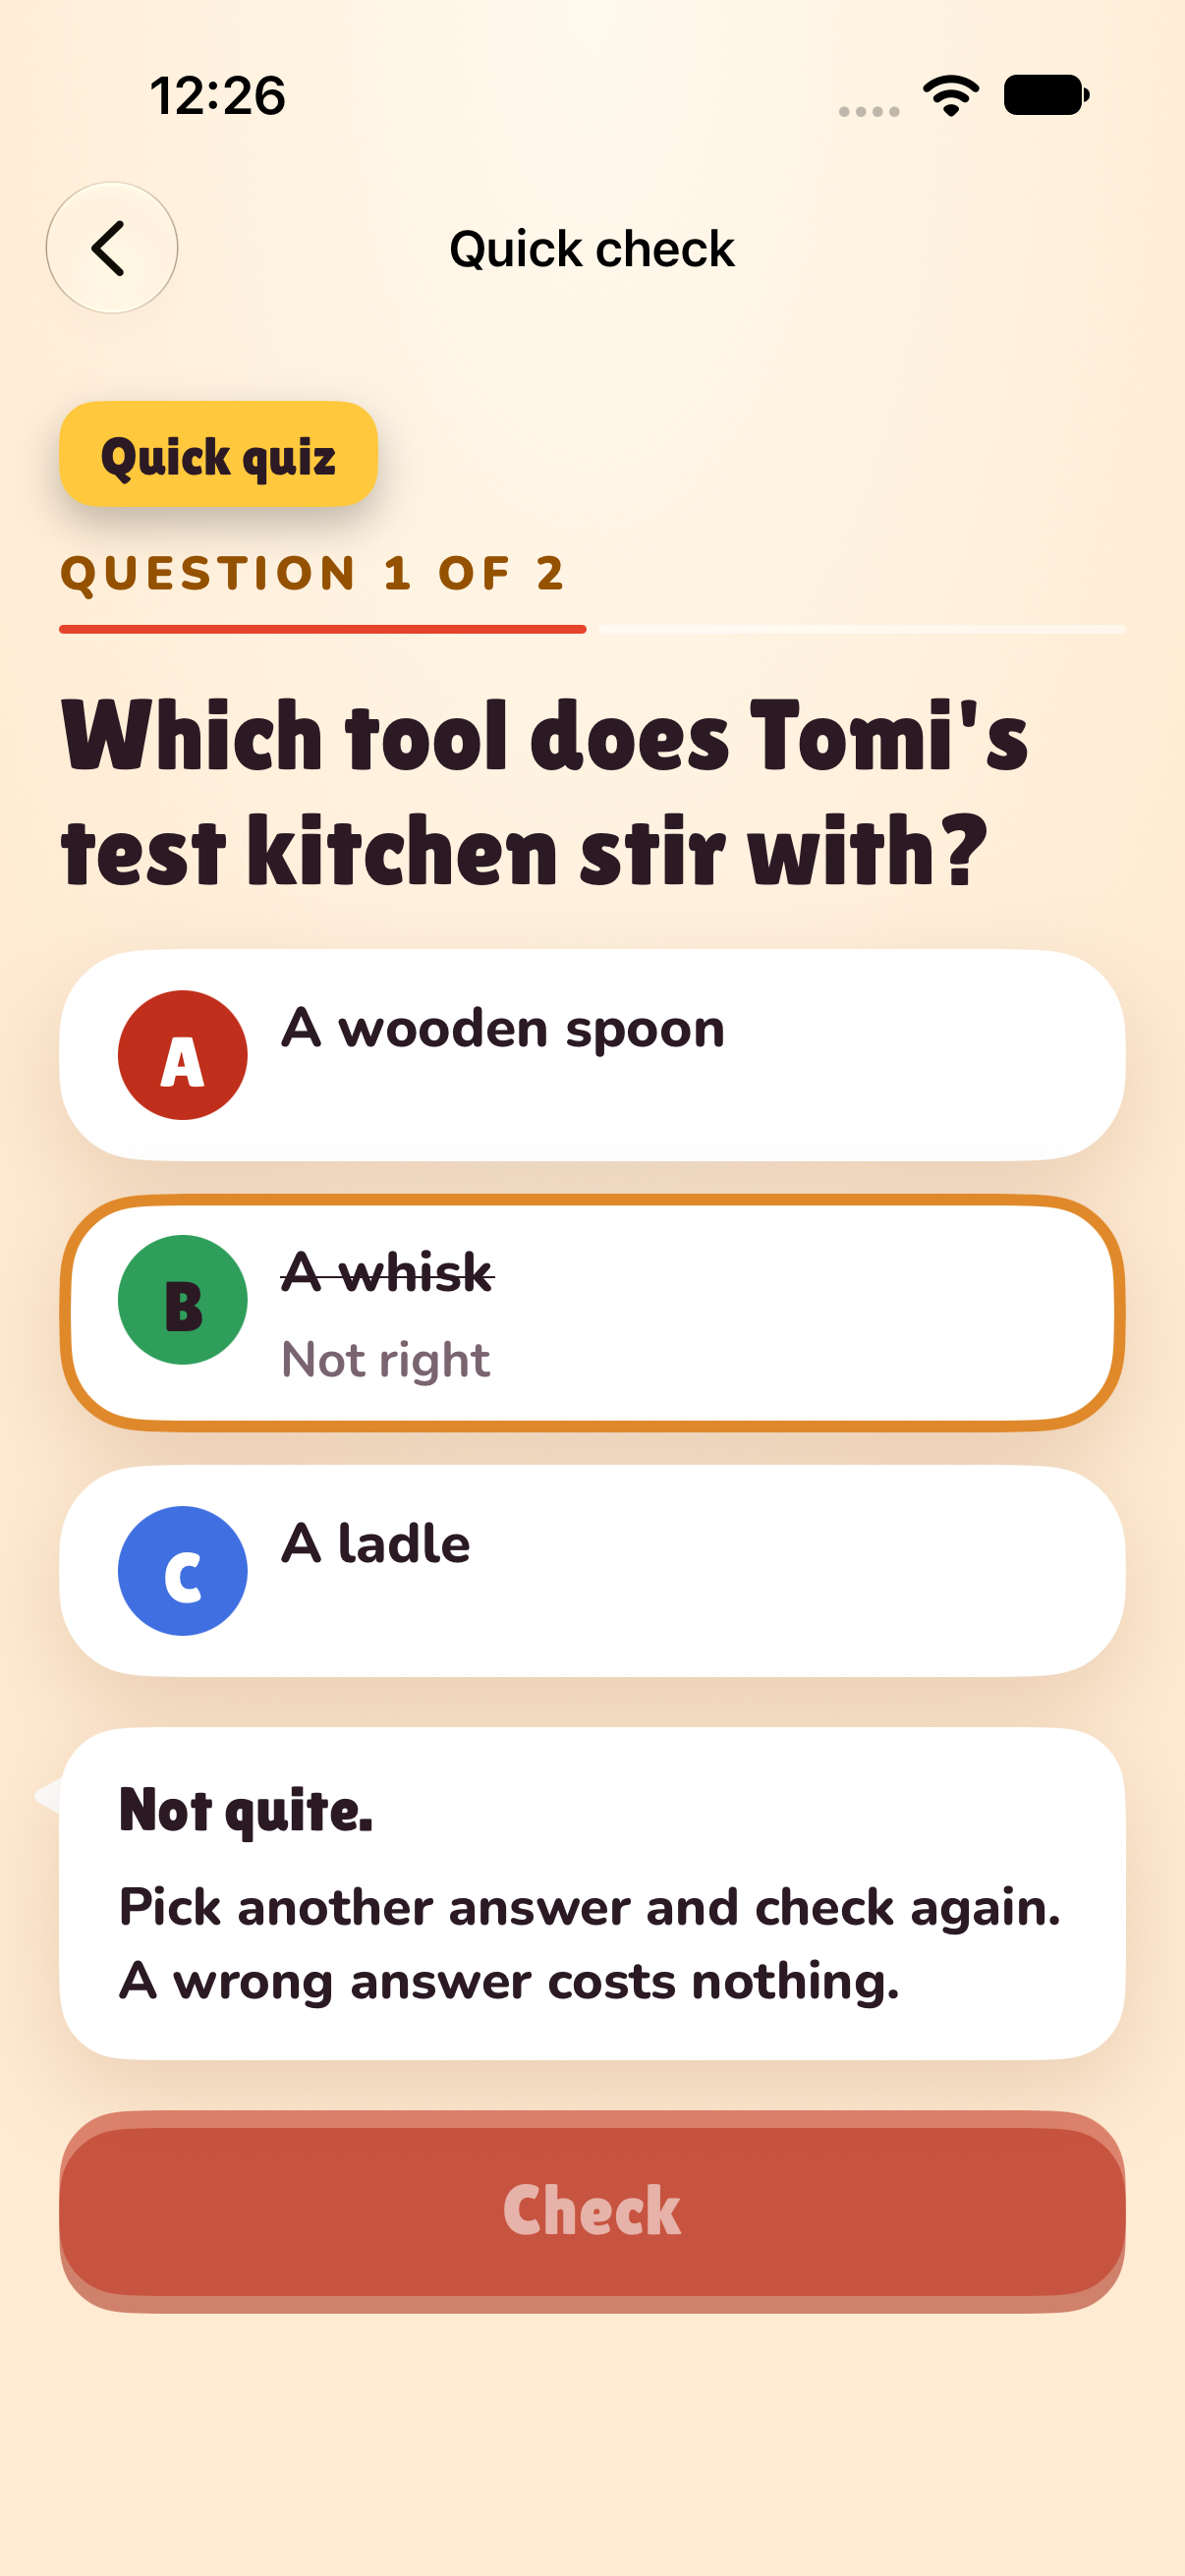 12:26
Quick check
Quick quiz
QUESTION 1 OF 2
Which tool does Tomi's
test kitchen stir with?
A
A wooden spoon
B
A whisk
Not right
C
A ladle
Not quite.
Pick another answer and check again.
A wrong answer costs nothing.
Check